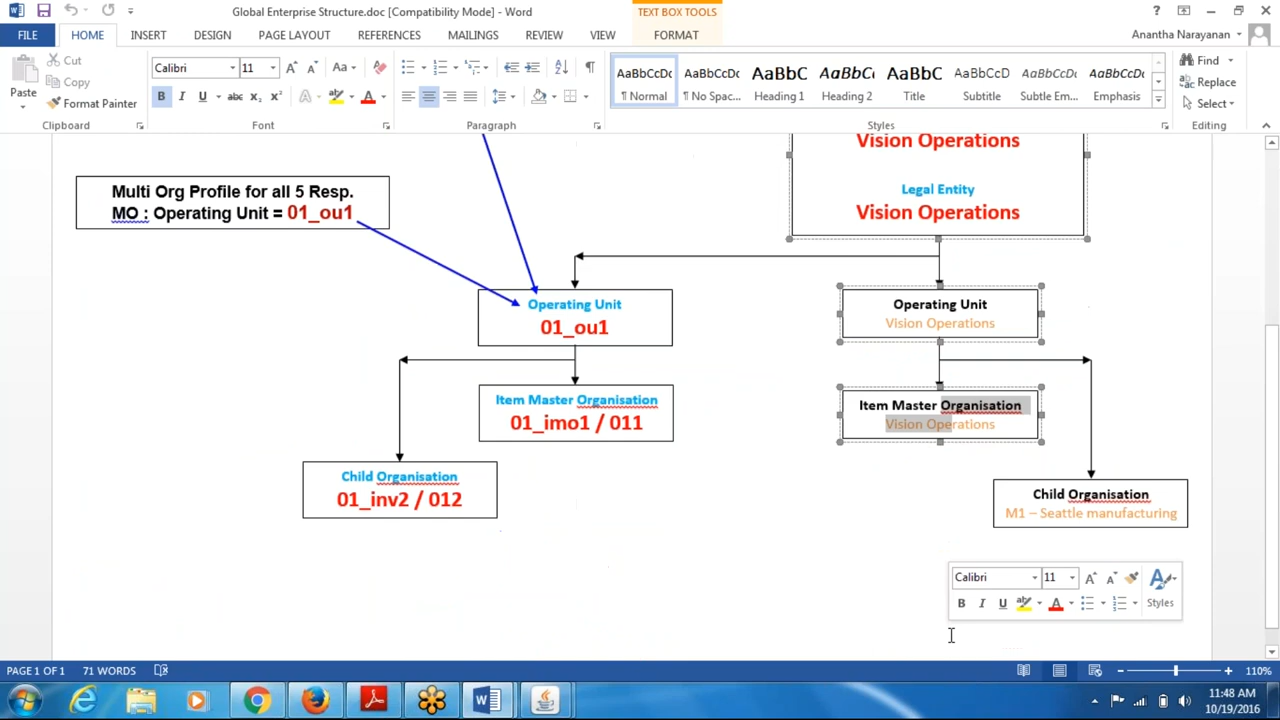 Global Enterprise Structure.doc [Compatibility Mode] - Word
TEXT BOX TOOLS
?
FILE
HOME
INSERT
DESIGN
PAGE LAYOUT
REFERENCES
MAILINGS
REVIEW
VIEW
FORMAT
Anantha Narayanan
Paste
Cut
Copy
Format Painter
Clipboard
Calibri
11
Font
Paragraph
AaBbCcDc
¶ Normal
AaBbCcDc
¶ No Spac...
AaBbC
Heading 1
AaBbCc
Heading 2
AaBbC
Title
AaBbCcD
Subtitle
AaBbCcDc
Subtle Em...
AaBbCcDc
Emphasis
Styles
Find
Replace
Select
Editing
Vision Operations
Legal Entity
Vision Operations
Multi Org Profile for all 5 Resp.
MO : Operating Unit = 01_ou1
Operating Unit
01_ou1
Operating Unit
Vision Operations
Item Master Organisation
01_imo1 / 011
Item Master Organisation
Vision Operations
Child Organisation
01_inv2 / 012
Child Organisation
M1 – Seattle manufacturing
Calibri
11
Styles
PAGE 1 OF 1
71 WORDS
110%
11:48 AM
10/19/2016